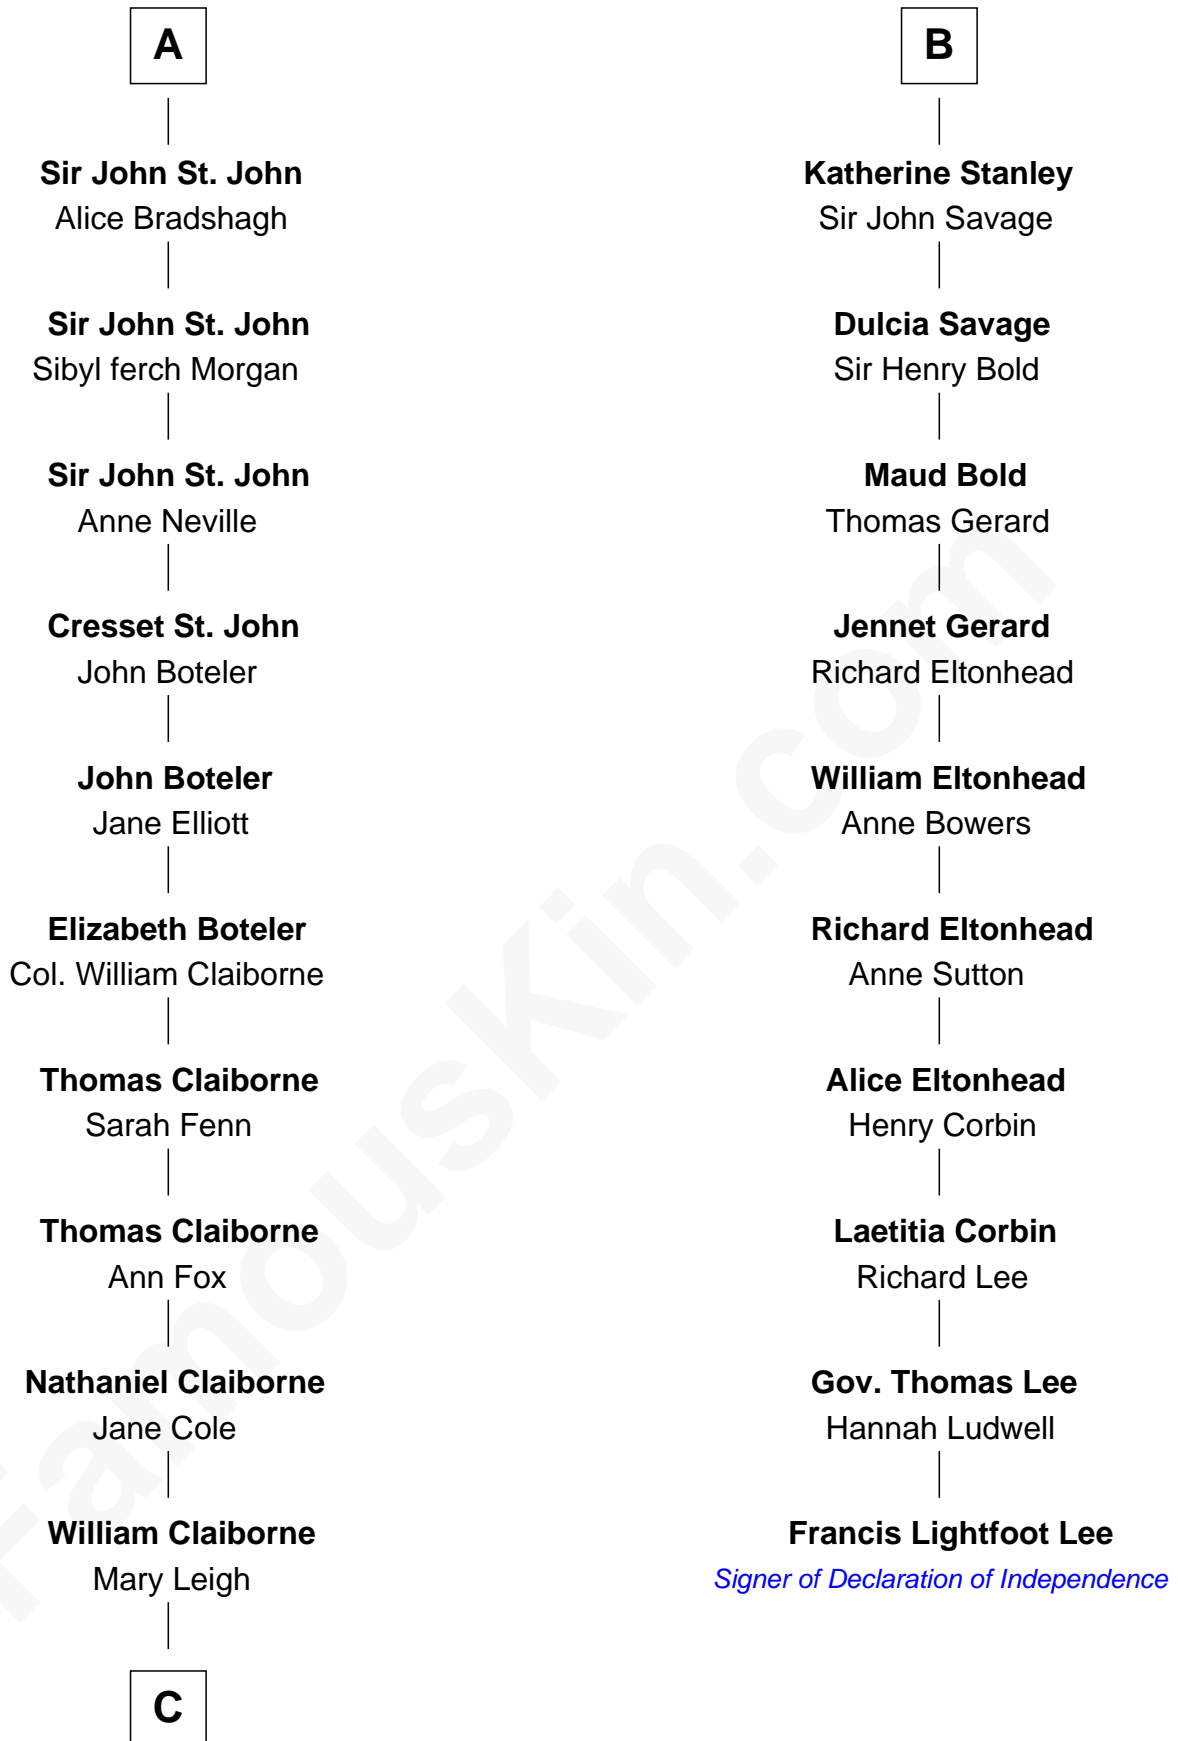 A
Sir John St. John
Alice Bradshagh
Sir John St. John
Sibyl ferch Morgan
Sir John St. John
Anne Neville
Cresset St. John
John Boteler
John Boteler
Jane Elliott
Elizabeth Boteler
Col. William Claiborne
Thomas Claiborne
Sarah Fenn
Thomas Claiborne
Ann Fox
Nathaniel Claiborne
Jane Cole
William Claiborne
Mary Leigh
C
B
Katherine Stanley
Sir John Savage
Dulcia Savage
Sir Henry Bold
Maud Bold
Thomas Gerard
Jennet Gerard
Richard Eltonhead
William Eltonhead
Anne Bowers
Richard Eltonhead
Anne Sutton
Alice Eltonhead
Henry Corbin
Laetitia Corbin
Richard Lee
Gov. Thomas Lee
Hannah Ludwell
Francis Lightfoot Lee
Signer of Declaration of Independence
FamousKin.com